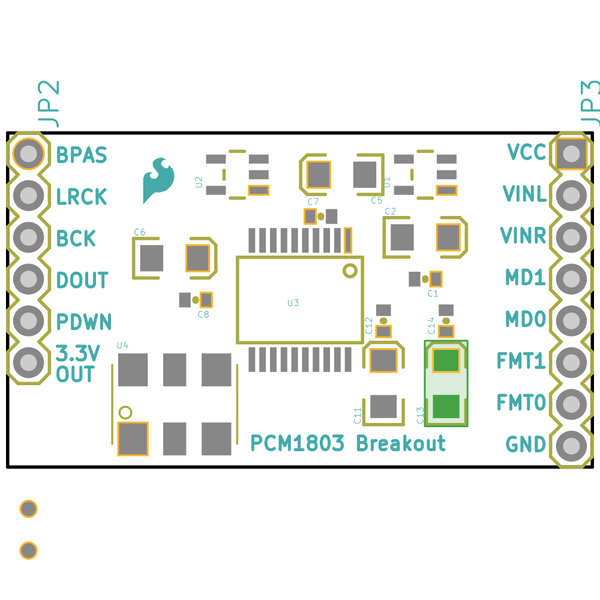 JP2
JP3
BPAS
LRCK
BCK
DOUT
PDWN
3.3V
OUT
U2
C7
C5
U1
C2
C6
C8
C1
U3
C12
C14
U4
C11
C13
VCC
VINL
VINR
MD1
MD0
FMT1
FMT0
GND
PCM1803 Breakout